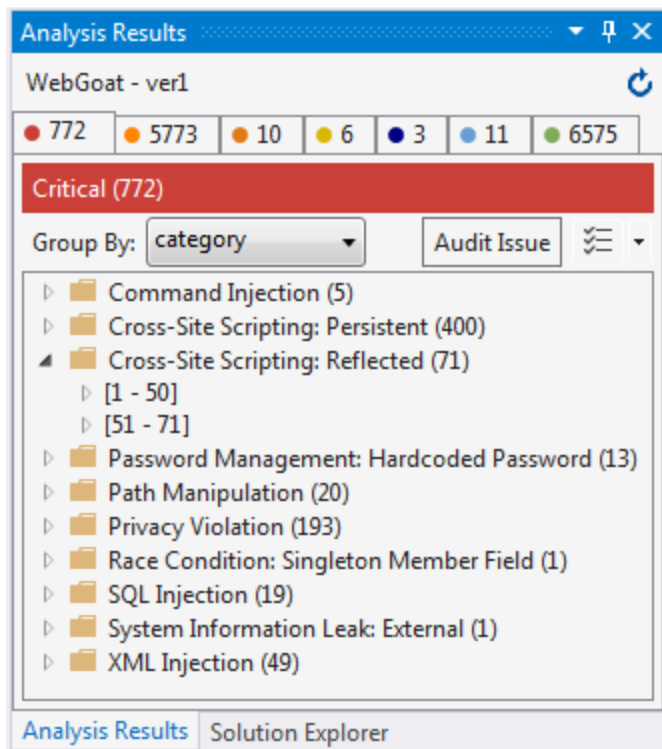 Analysis Results
WebGoat - ver1
772 5773 10 6 3 11 6575
Critical (772)
Group By: category Audit Issue
Command Injection (5)
Cross-Site Scripting: Persistent (400)
Cross-Site Scripting: Reflected (71)
[1 - 50]
[51 - 71]
Password Management: Hardcoded Password (13)
Path Manipulation (20)
Privacy Violation (193)
Race Condition: Singleton Member Field (1)
SQL Injection (19)
System Information Leak: External (1)
XML Injection (49)
Analysis Results Solution Explorer